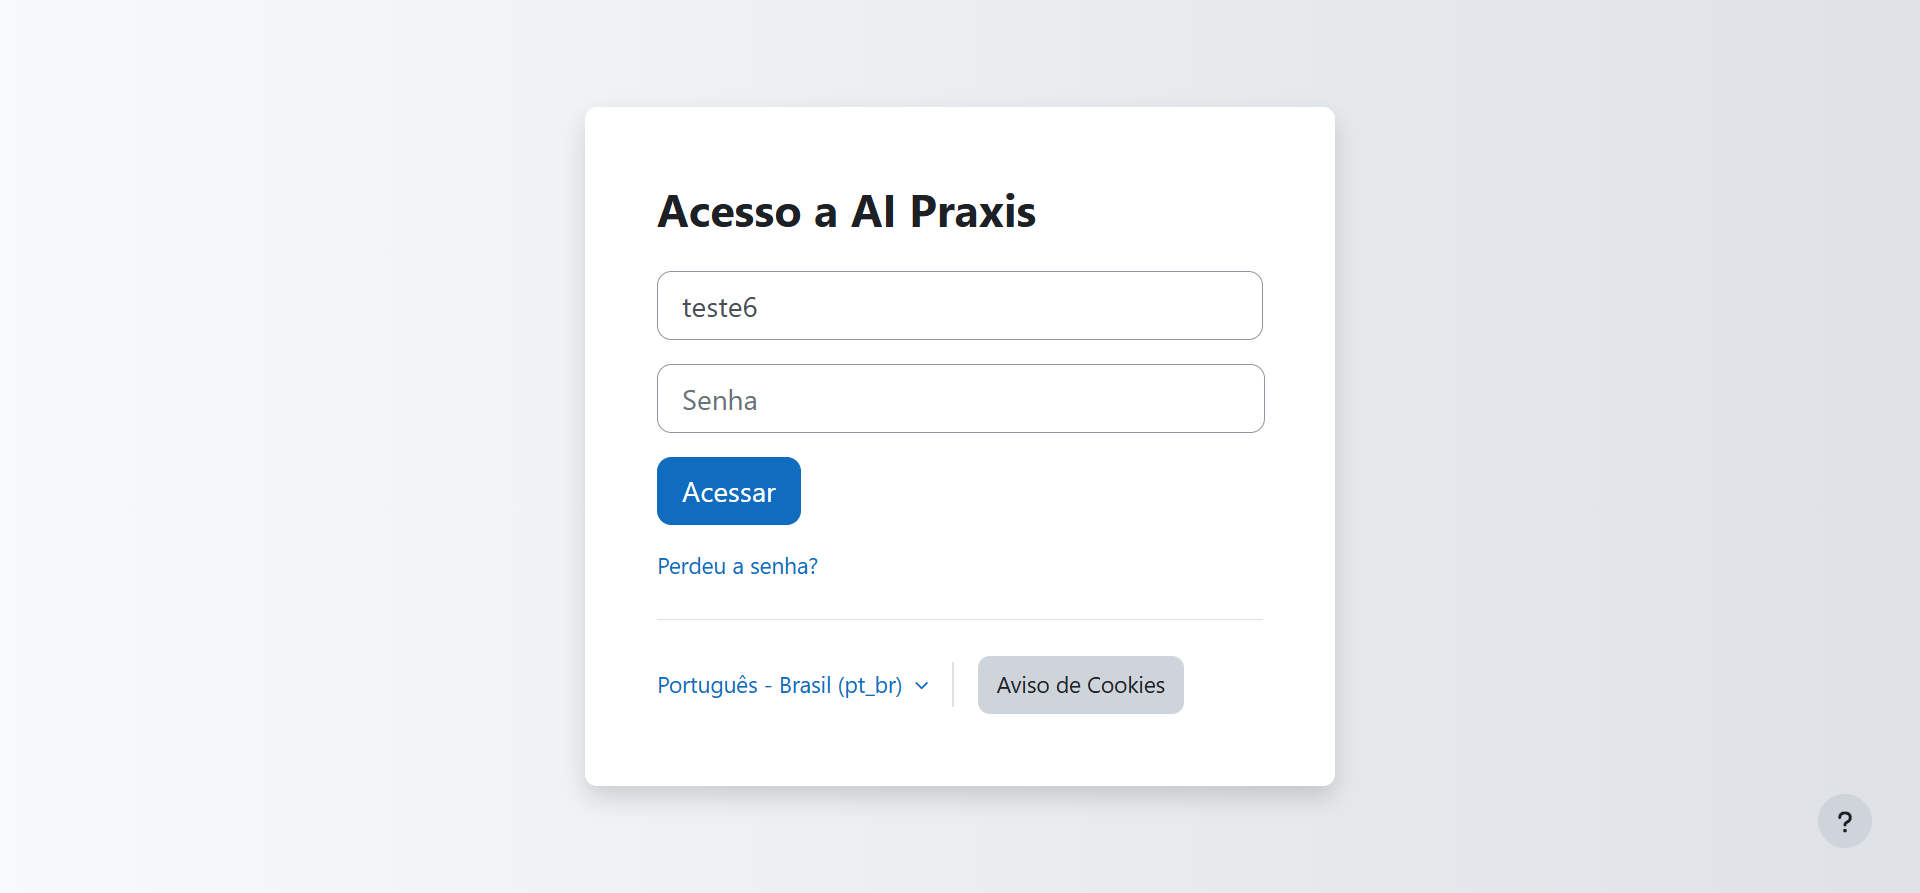 Acesso a AI Praxis
teste6
Senha
Acessar
Perdeu a senha?
Português - Brasil (pt_br)
Aviso de Cookies
?